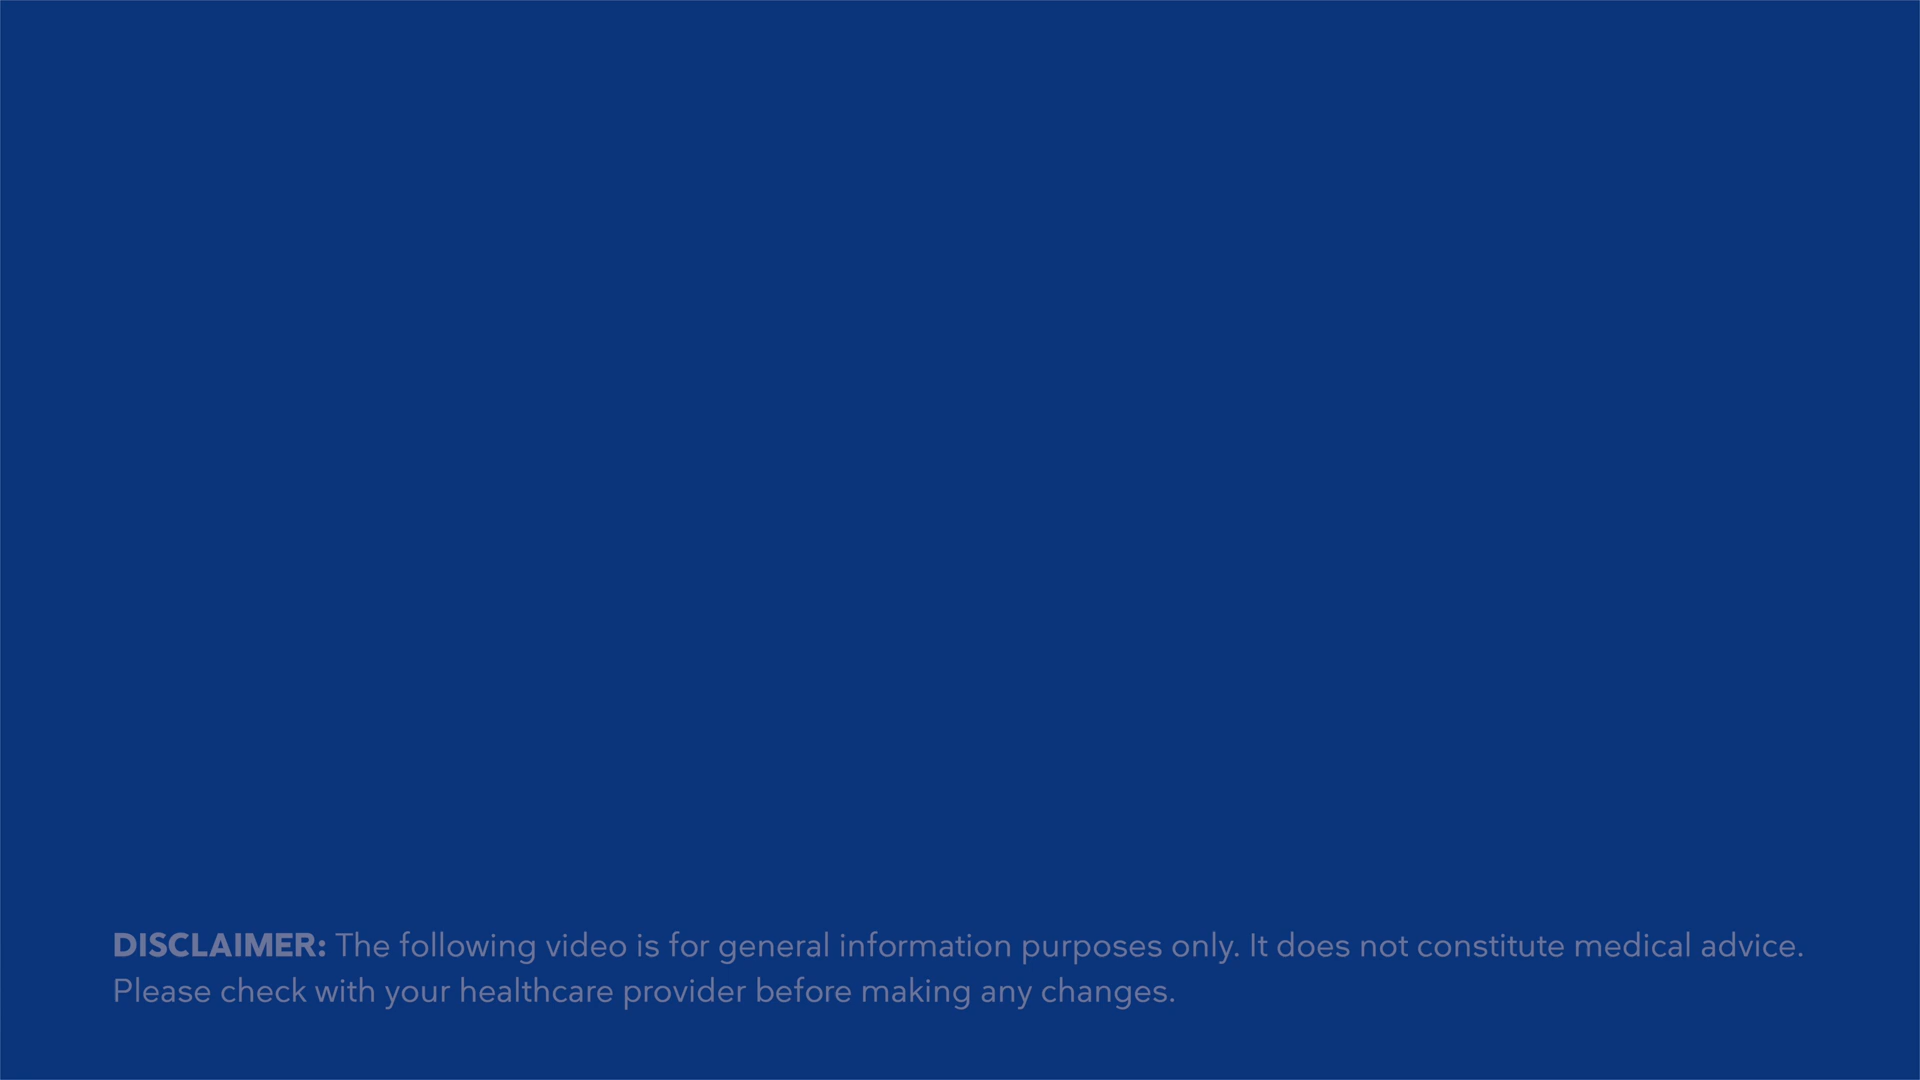 DISCLAIMER: The following video is for general information purposes only. It does not constitute medical advice.
Please check with your healthcare provider before making any changes.